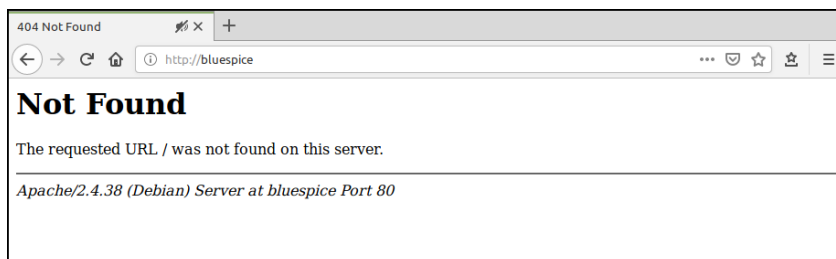 404 Not Found
http://bluespice
Not Found
The requested URL / was not found on this server.
Apache/2.4.38 (Debian) Server at bluespice Port 80